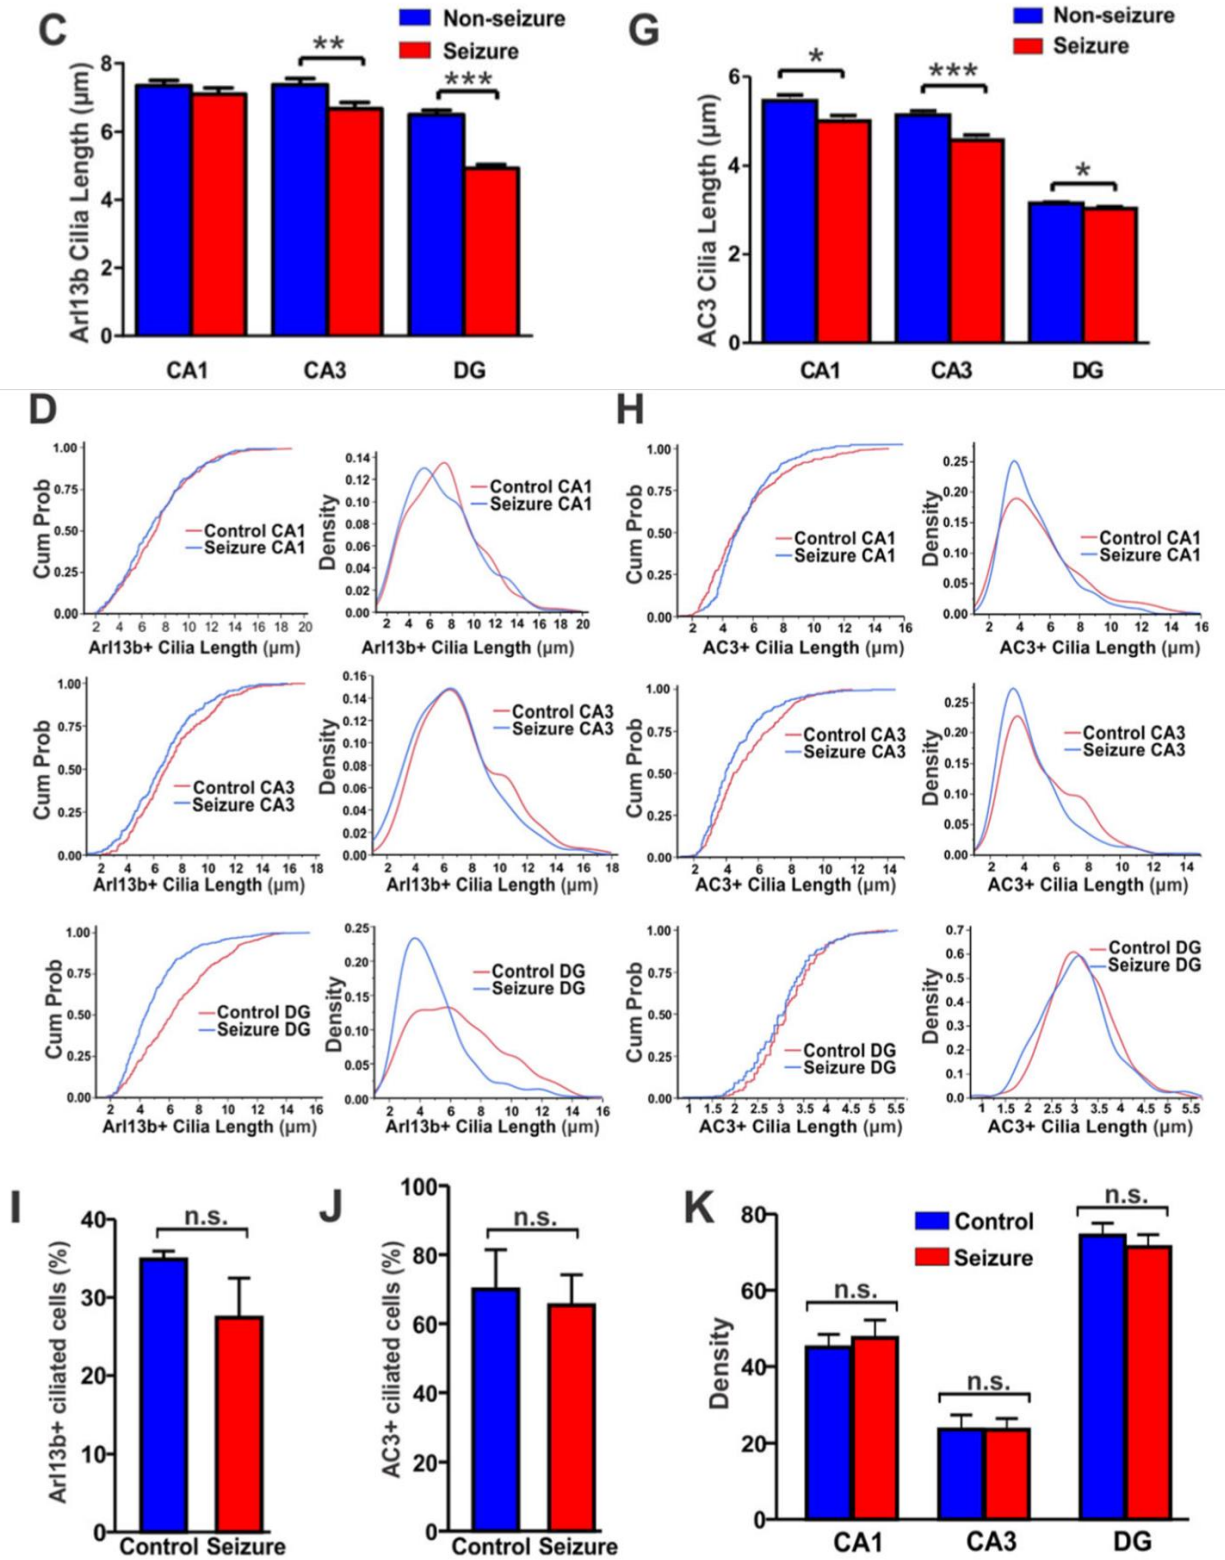 C
Non-seizure
Seizure
**
***
Arl13b Cilia Length (μm)
8
6
4
2
0
CA1 CA3 DG
G
Non-seizure
Seizure
*
***
*
AC3 Cilia Length (μm)
6
4
2
0
CA1 CA3 DG
D
Cum Prob
1.00
0.75
0.50
0.25
0.00
Control CA1
Seizure CA1
2 4 6 8 10 12 14 16 18 20
Arl13b+ Cilia Length (μm)
Density
0.14
0.12
0.10
0.08
0.06
0.04
0.02
0.00
Control CA1
Seizure CA1
2 4 6 8 10 12 14 16 18 20
Arl13b+ Cilia Length (μm)
Cum Prob
1.00
0.75
0.50
0.25
0.00
Control CA3
Seizure CA3
2 4 6 8 10 12 14 16 18
Arl13b+ Cilia Length (μm)
Density
0.16
0.14
0.12
0.10
0.08
0.06
0.04
0.02
0.00
Control CA3
Seizure CA3
2 4 6 8 10 12 14 16 18
Arl13b+ Cilia Length (μm)
Cum Prob
1.00
0.75
0.50
0.25
0.00
Control DG
Seizure DG
2 4 6 8 10 12 14 16
Arl13b+ Cilia Length (μm)
Density
0.25
0.20
0.15
0.10
0.05
0.00
Control DG
Seizure DG
2 4 6 8 10 12 14 16
Arl13b+ Cilia Length (μm)
H
Cum Prob
1.00
0.75
0.50
0.25
0.00
Control CA1
Seizure CA1
2 4 6 8 10 12 14 16
AC3+ Cilia Length (μm)
Density
0.25
0.20
0.15
0.10
0.05
0.00
Control CA1
Seizure CA1
2 4 6 8 10 12 14 16
AC3+ Cilia Length (μm)
Cum Prob
1.00
0.75
0.50
0.25
0.00
Control CA3
Seizure CA3
2 4 6 8 10 12 14
AC3+ Cilia Length (μm)
Density
0.25
0.20
0.15
0.10
0.05
0.00
Control CA3
Seizure CA3
2 4 6 8 10 12 14
AC3+ Cilia Length (μm)
Cum Prob
1.00
0.75
0.50
0.25
0.00
Control DG
Seizure DG
1 1.5 2 2.5 3 3.5 4 4.5 5 5.5
AC3+ Cilia Length (μm)
Density
0.7
0.6
0.5
0.4
0.3
0.2
0.1
0.0
Control DG
Seizure DG
1 1.5 2 2.5 3 3.5 4 4.5 5 5.5
AC3+ Cilia Length (μm)
I
n.s.
Arl13b+ ciliated cells (%)
40
30
20
10
0
Control Seizure
J
n.s.
AC3+ ciliated cells (%)
100
80
60
40
20
0
Control Seizure
K
Control
Seizure
n.s.
n.s.
n.s.
Density
80
60
40
20
0
CA1 CA3 DG